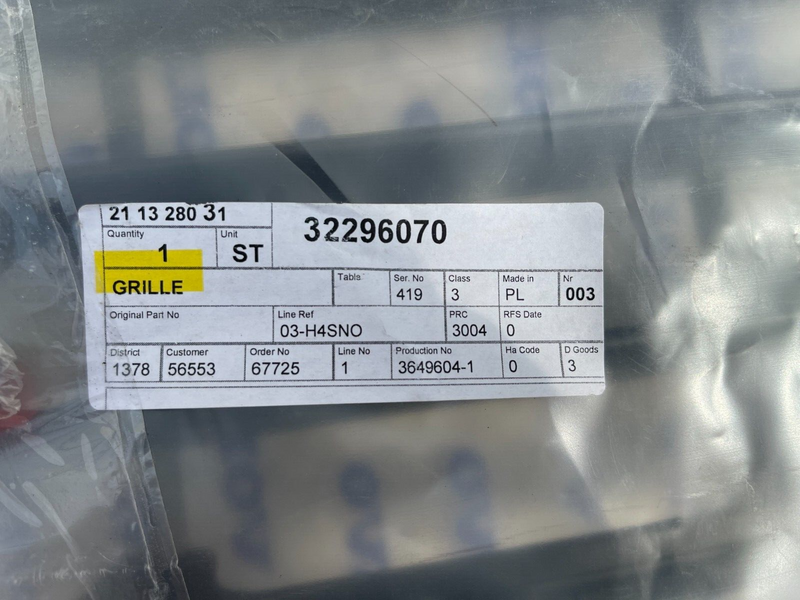 21 13 280 31
32296070
Quantity Unit
1 ST
GRILLE
Table Ser. No Class Made in Nr
419 3 PL 003
Original Part No Line Ref PRC RFS Date
03-H4SNO 3004 0
District Customer Order No Line No Production No Ha Code D Goods
1378 56553 67725 1 3649604-1 0 3